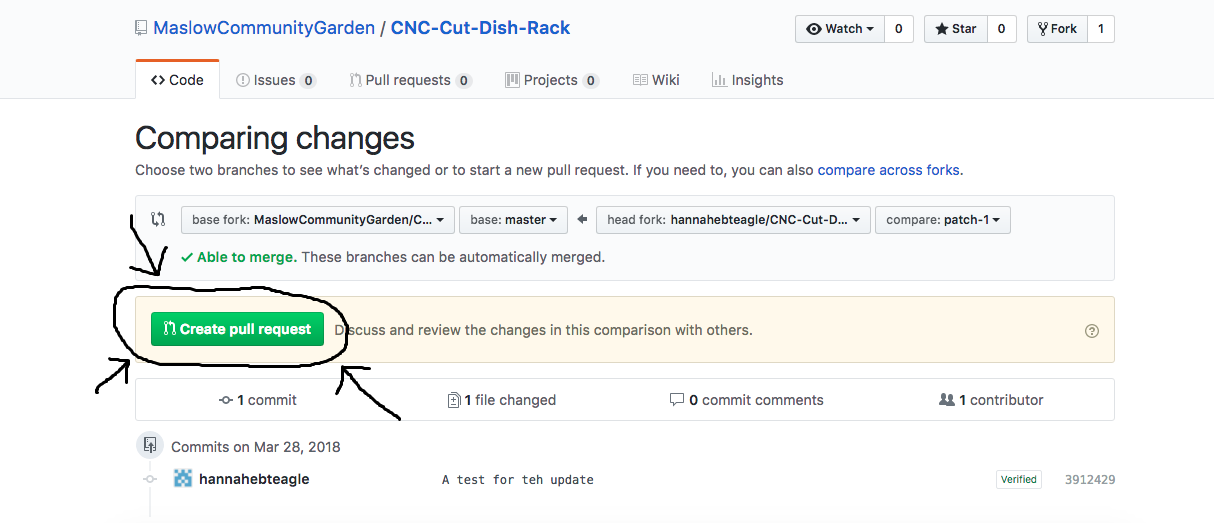 MaslowCommunityGarden / CNC-Cut-Dish-Rack
Watch 0 Star 0 Fork 1
Code Issues 0 Pull requests 0 Projects 0 Wiki Insights
Comparing changes
Choose two branches to see what's changed or to start a new pull request. If you need to, you can also compare across forks.
base fork: MaslowCommunityGarden/C... base: master head fork: hannahebteagle/CNC-Cut-D... compare: patch-1
Able to merge. These branches can be automatically merged.
Create pull request Discuss and review the changes in this comparison with others.
1 commit 1 file changed 0 commit comments 1 contributor
Commits on Mar 28, 2018
hannahebteagle A test for teh update Verified 3912429